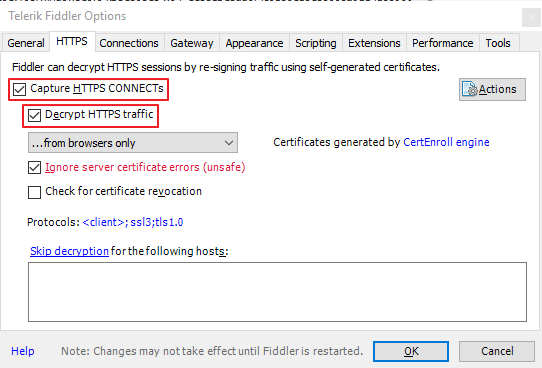 Telerik Fiddler Options
General HTTPS Connections Gateway Appearance Scripting Extensions Performance Tools
Fiddler can decrypt HTTPS sessions by re-signing traffic using self-generated certificates.
Capture HTTPS CONNECTs Actions
Decrypt HTTPS traffic
...from browsers only Certificates generated by CertEnroll engine
Ignore server certificate errors (unsafe)
Check for certificate revocation
Protocols: <client>;ssl3;tls1.0
Skip decryption for the following hosts:
Help Note: Changes may not take effect until Fiddler is restarted. OK Cancel